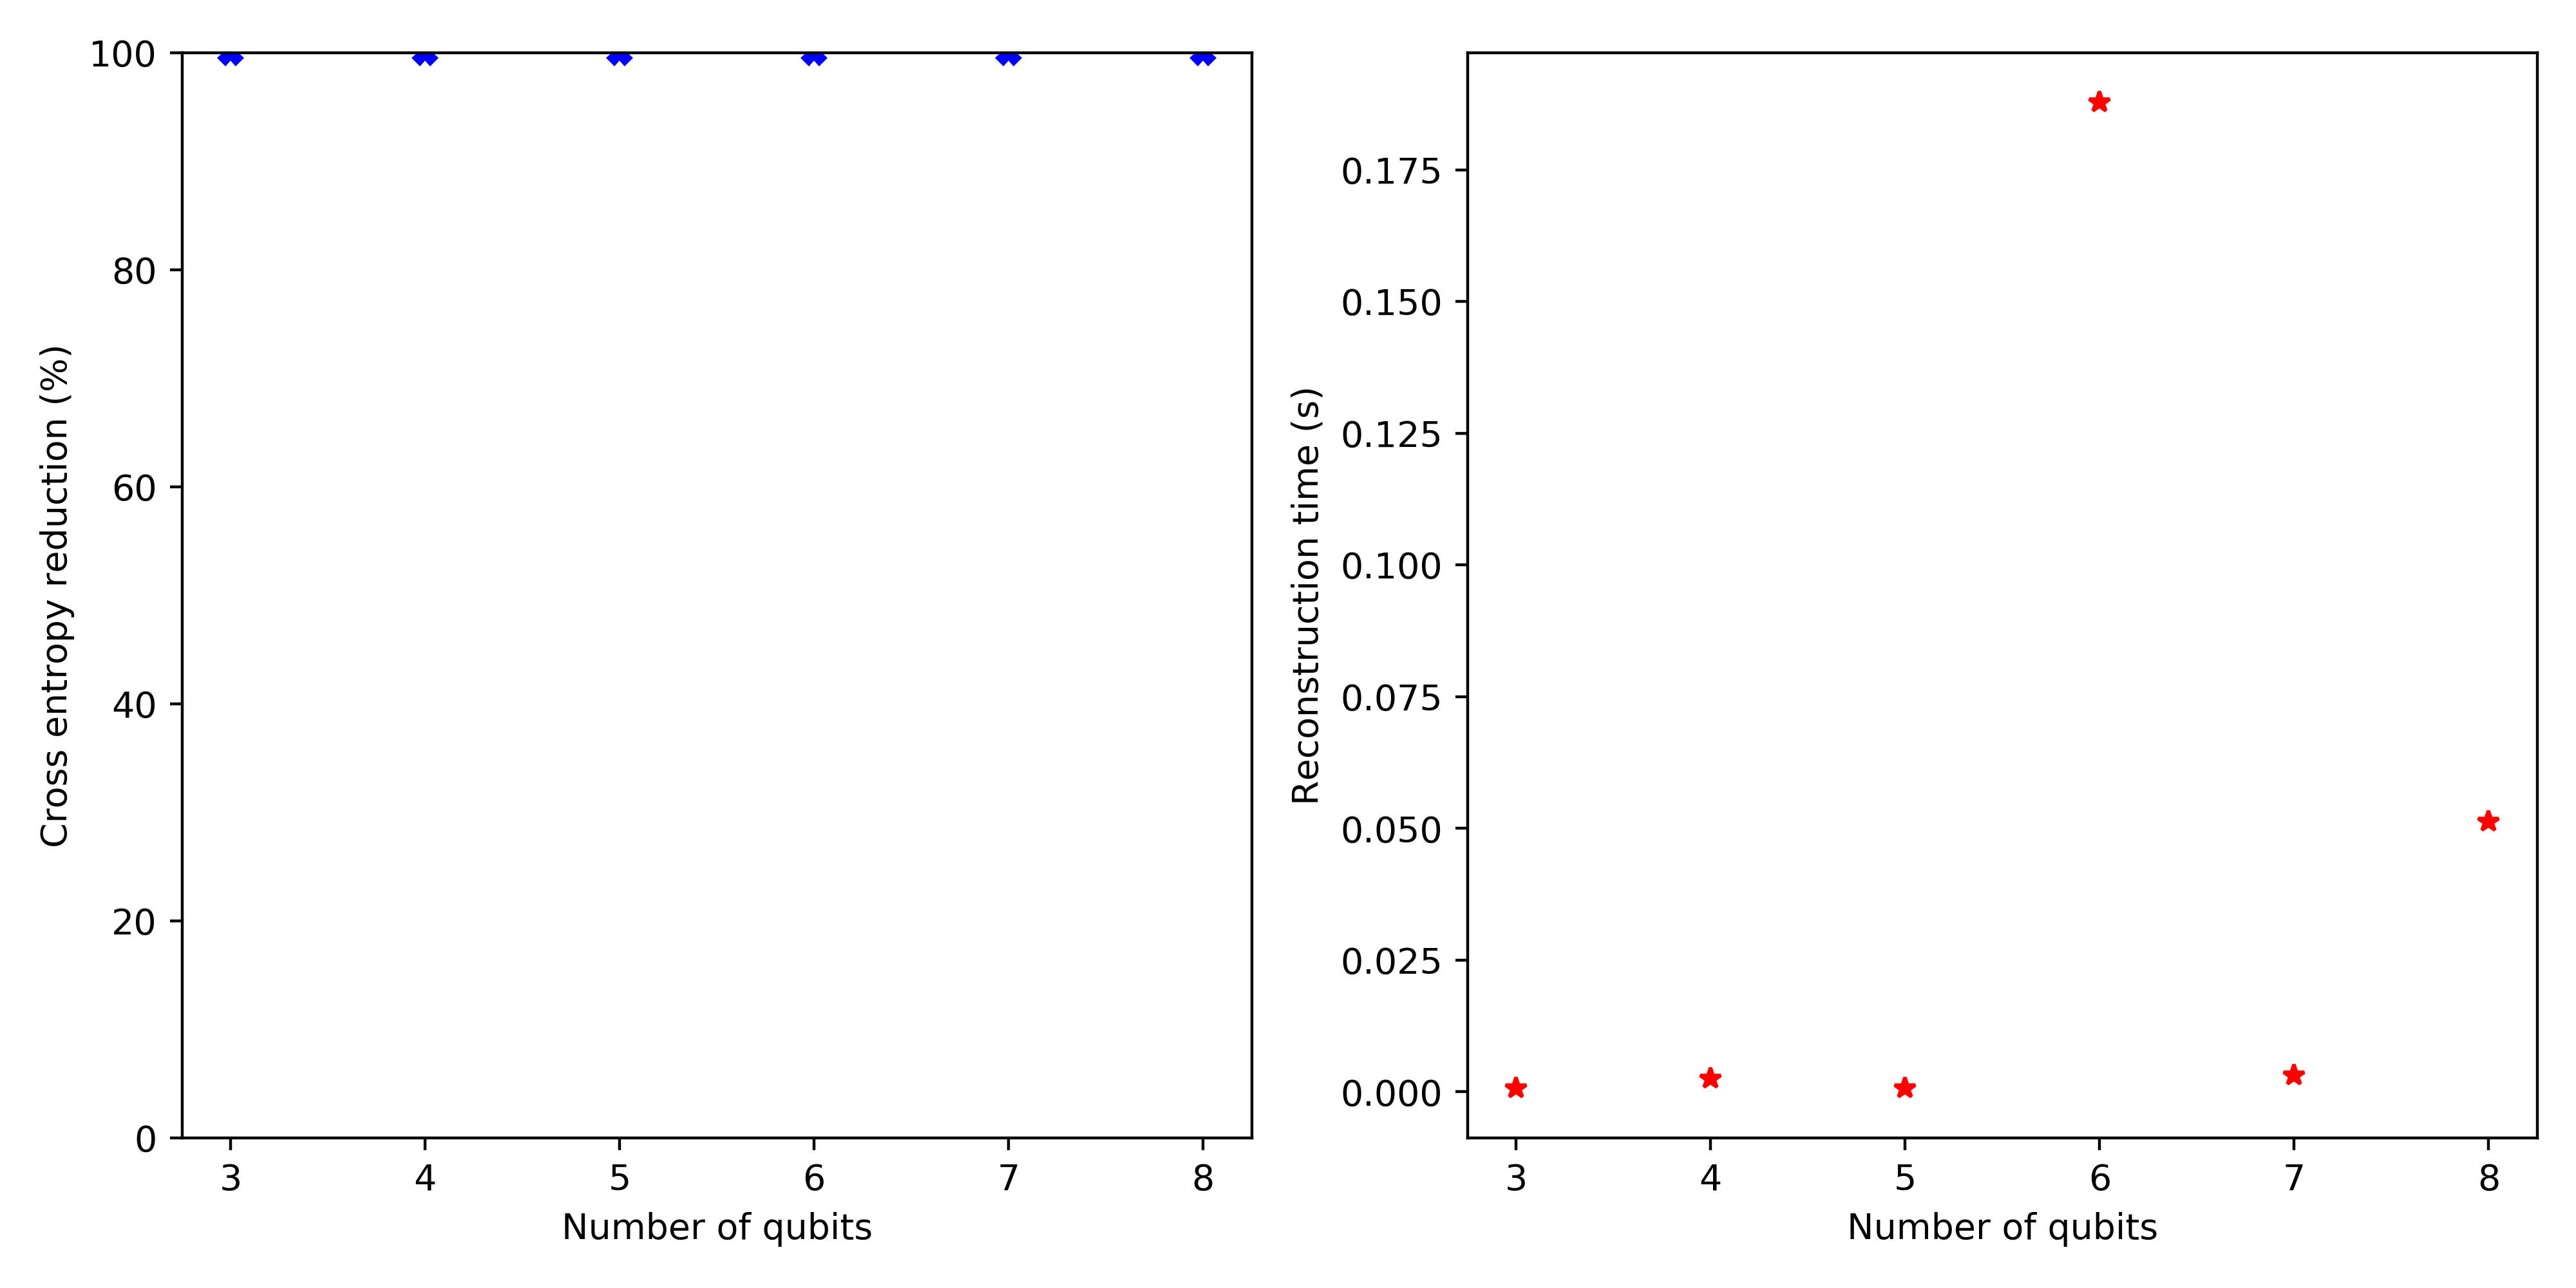 Cross entropy reduction (%)
100
80
60
40
20
0
3 4 5 6 7 8
Number of qubits
Reconstruction time (s)
0.175
0.150
0.125
0.100
0.075
0.050
0.025
0.000
3 4 5 6 7 8
Number of qubits